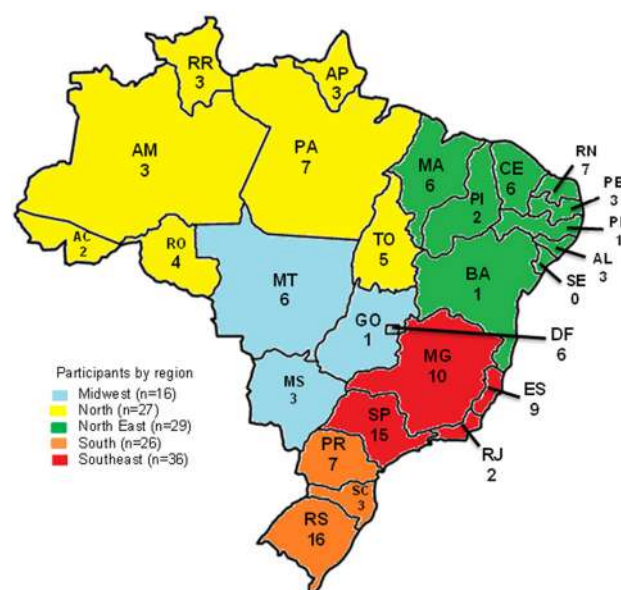 RR
3
AP
3
AM
3
PA
7
MA
6
CE
6
RN
7
PI
2
3
1
AL
3
SE
0
AC
2
RO
4
TO
5
MT
6
BA
1
GO
1
DF
6
MG
10
MS
3
ES
9
SP
15
RJ
2
PR
7
SC
3
RS
16
Participants by region
Midwest (n=16)
North (n=27)
North East (n=29)
South (n=26)
Southeast (n=36)